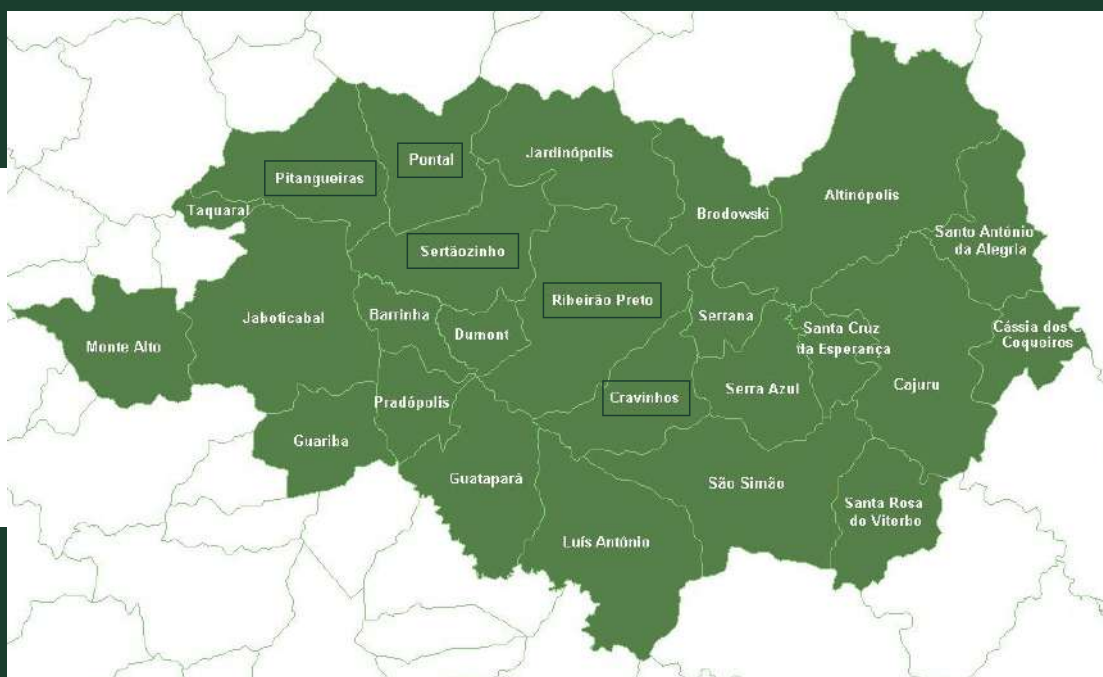 Pontal
Jardinópolis
Pitangueiras
Altinópolis
Taquaral
Brodowski
Santo Antônio
da Alegria
Sertãozinho
Ribeirão Preto
Jaboticabal
Barrinha
Serrana
Santa Cruz
da Esperança
Cássia dos
Coqueiros
Dumont
Monte Alto
Serra Azul
Cajuru
Pradópolis
Cravinhos
Guariba
Guatapará
São Simão
Santa Rosa
do Vitorbo
Luís Antônio